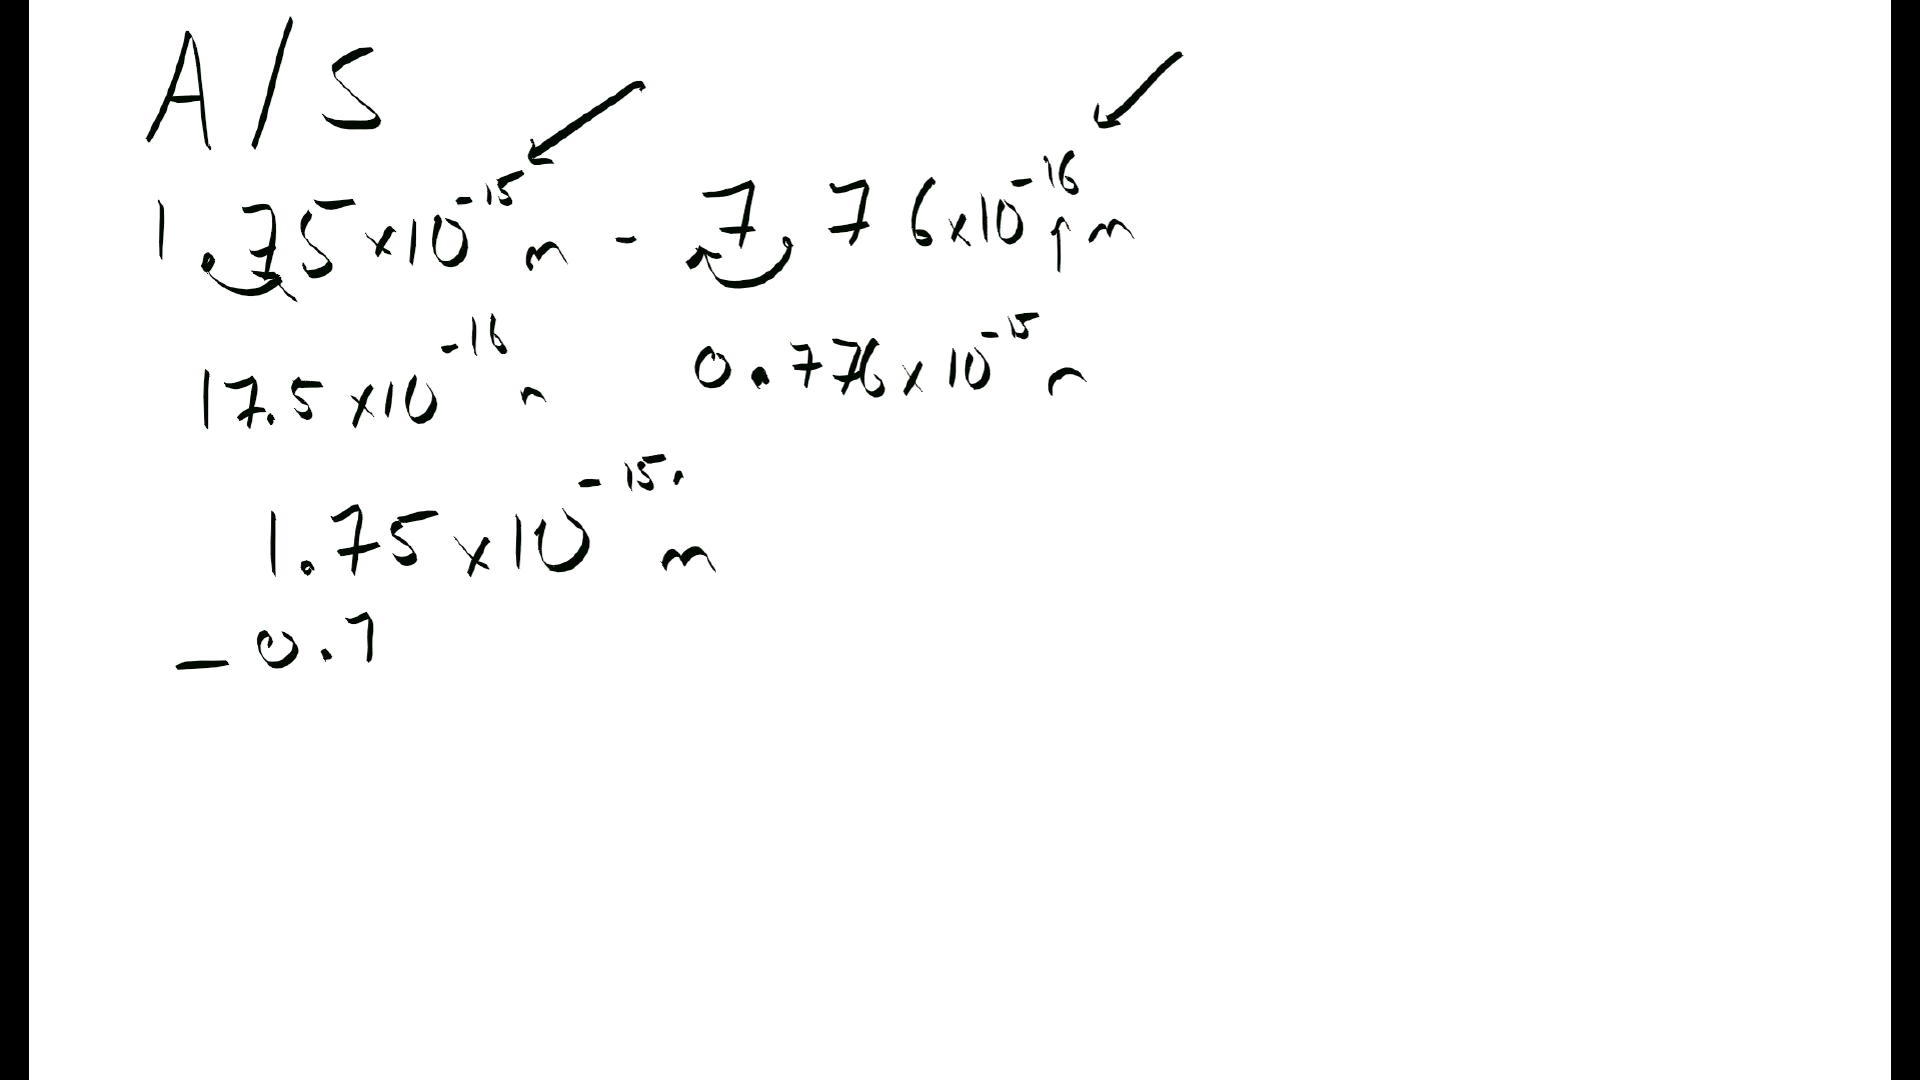 A/S
1.75×10⁻¹⁵ m - 7.76×10⁻¹⁶ m
17.5×10⁻¹⁶ m 0.776×10⁻¹⁵ m
1.75×10⁻¹⁵ m
- 0.7